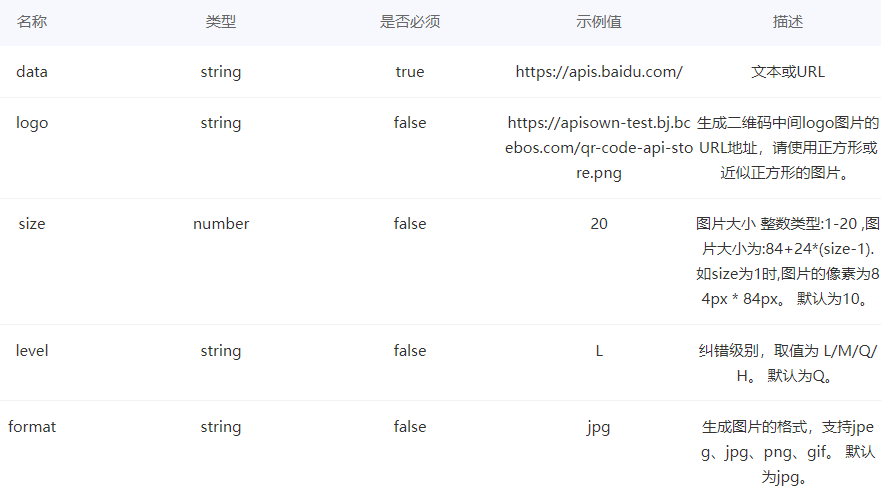 名称 类型 是否必须 示例值 描述
data string true https://apis.baidu.com/ 文本或URL
logo string false https://apisown-test.bj.bc 生成二维码中间logo图片的
ebos.com/qr-code-api-sto URL地址，请使用正方形或
re.png 近似正方形的图片。
size number false 20 图片大小 整数类型:1-20 ,图
片大小为:84+24*(size-1).
如size为1时,图片的像素为8
4px * 84px。 默认为10。
level string false L 纠错级别，取值为 L/M/Q/
H。 默认为Q。
format string false jpg 生成图片的格式，支持jpe
g、jpg、png、gif。 默认
为jpg。